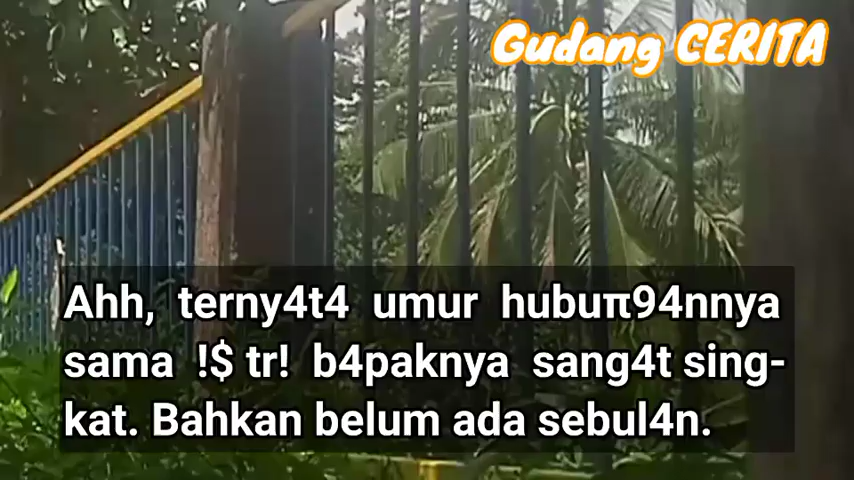 Gudang CERITA
Ahh, terny4t4 umur hubuπ94nnya
sama !$ tr! b4paknya sang4t sing-
kat. Bahkan belum ada sebul4n.